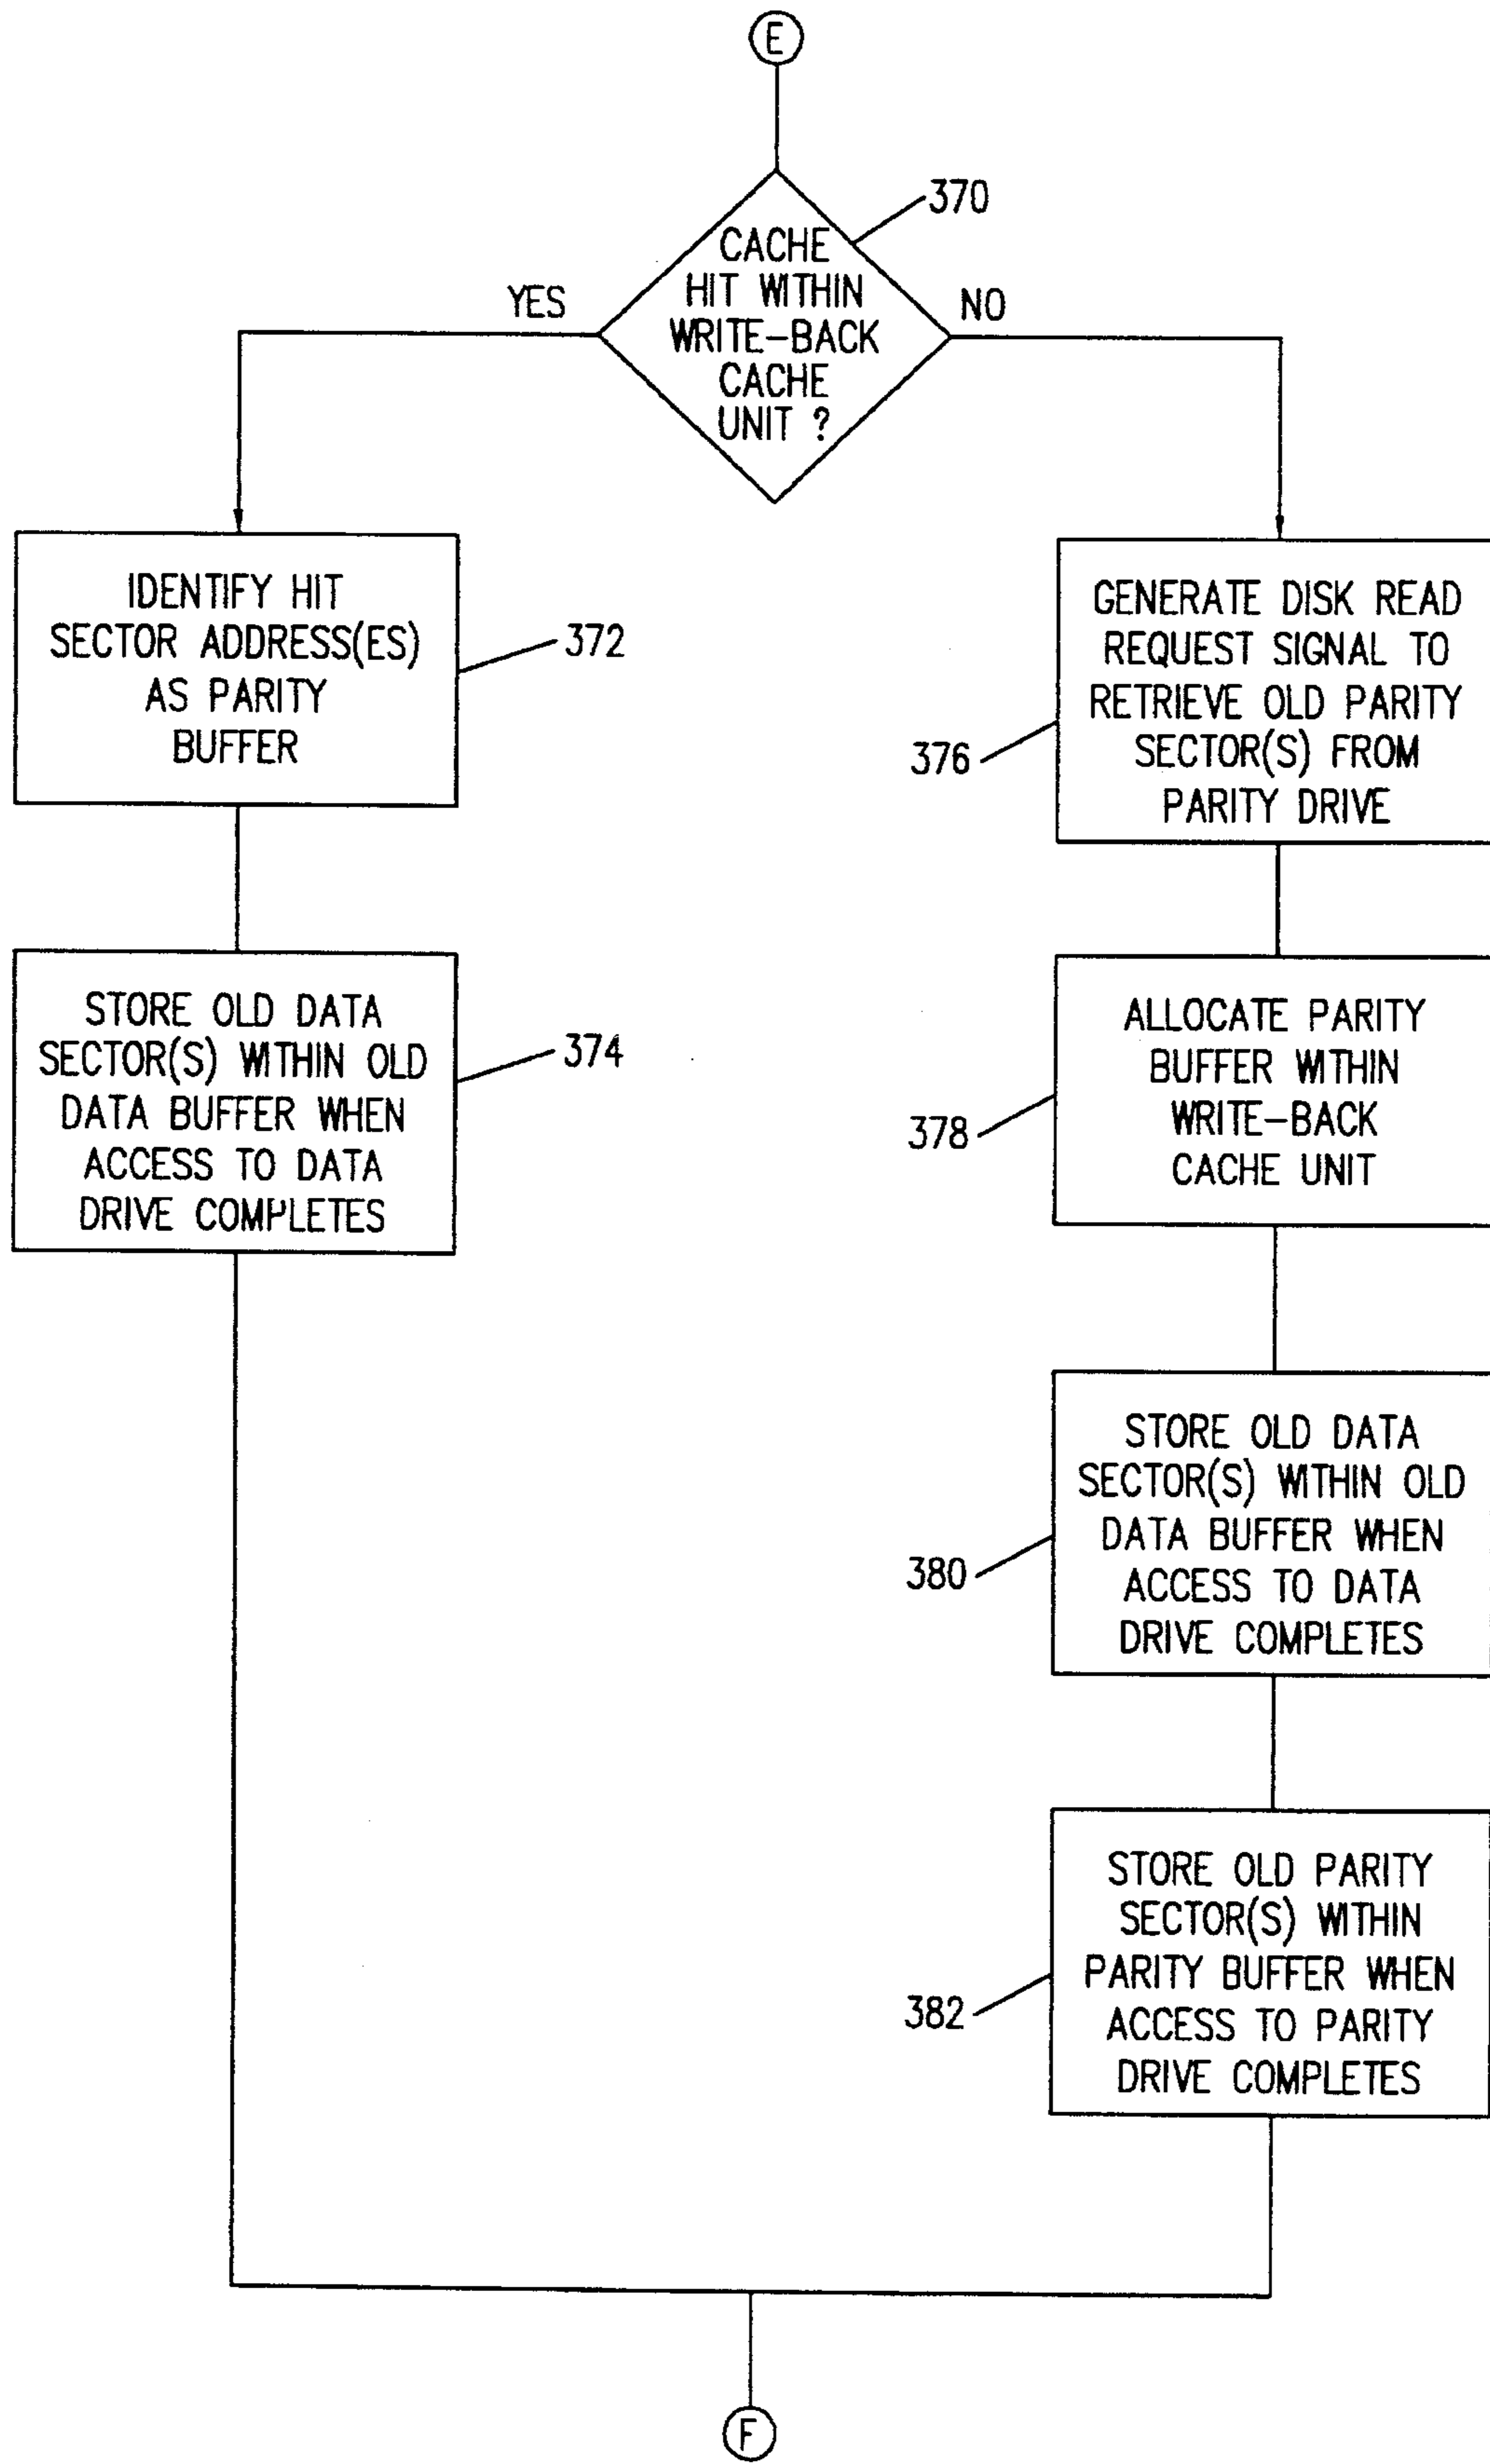 E
370
CACHE
HIT WITHIN
WRITE-BACK
CACHE
UNIT ?
YES
NO
IDENTIFY HIT
SECTOR ADDRESS(ES)
AS PARITY
BUFFER
372
STORE OLD DATA
SECTOR(S) WITHIN OLD
DATA BUFFER WHEN
ACCESS TO DATA
DRIVE COMPLETES
374
GENERATE DISK READ
REQUEST SIGNAL TO
RETRIEVE OLD PARITY
SECTOR(S) FROM
PARITY DRIVE
376
ALLOCATE PARITY
BUFFER WITHIN
WRITE-BACK
CACHE UNIT
378
STORE OLD DATA
SECTOR(S) WITHIN OLD
DATA BUFFER WHEN
ACCESS TO DATA
DRIVE COMPLETES
380
STORE OLD PARITY
SECTOR(S) WITHIN
PARITY BUFFER WHEN
ACCESS TO PARITY
DRIVE COMPLETES
382
F